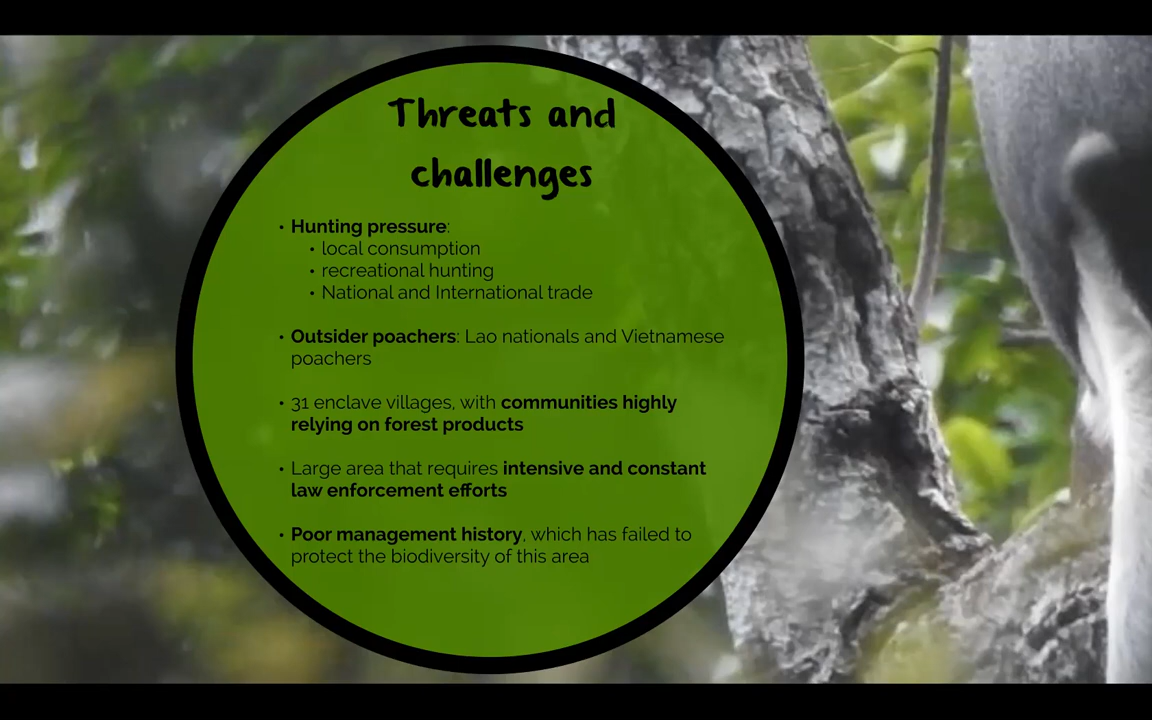 Threats and
challenges
• Hunting pressure:
• local consumption
• recreational hunting
• National and International trade
• Outsider poachers: Lao nationals and Vietnamese
poachers
• 31 enclave villages, with communities highly
relying on forest products
• Large area that requires intensive and constant
law enforcement efforts
• Poor management history, which has failed to
protect the biodiversity of this area